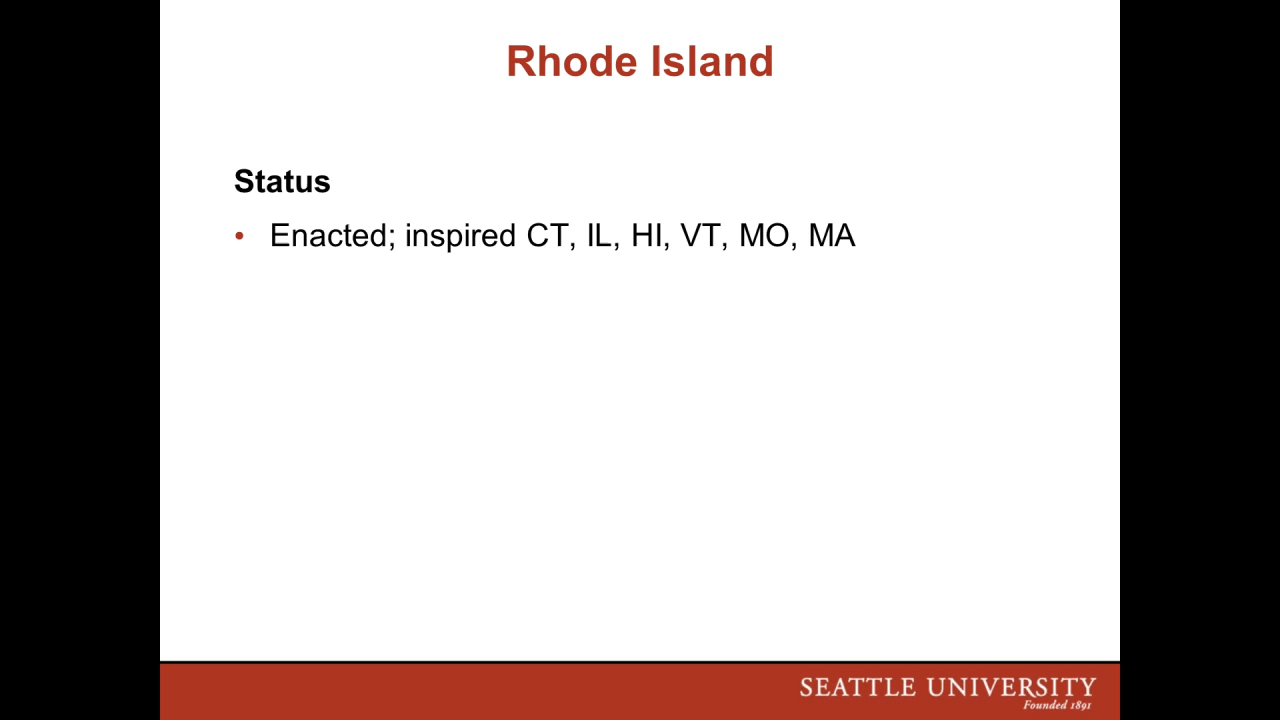 Rhode Island
Status
• Enacted; inspired CT, IL, HI, VT, MO, MA
SEATTLE UNIVERSITY
Founded 1891